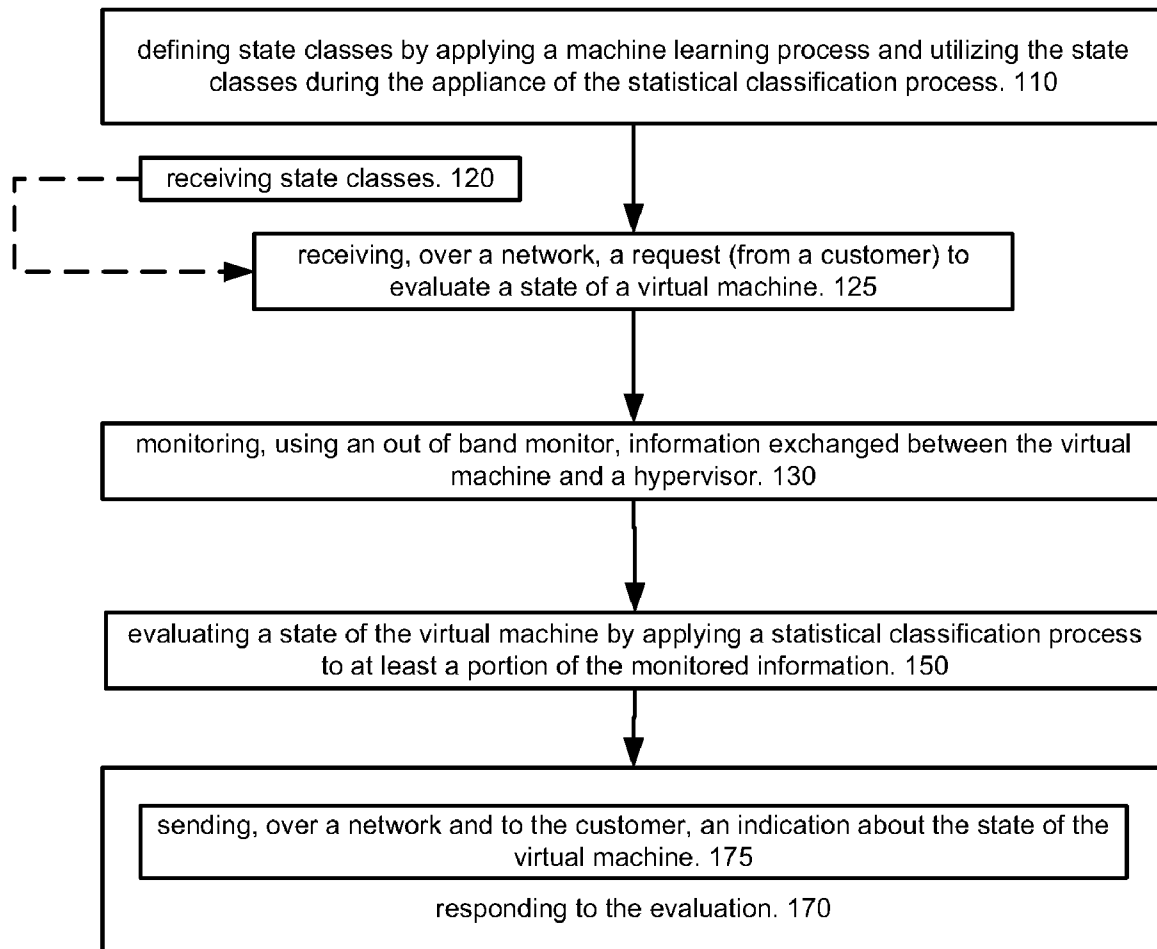 defining state classes by applying a machine learning process and utilizing the state
classes during the appliance of the statistical classification process. 110
receiving state classes. 120
receiving, over a network, a request (from a customer) to
evaluate a state of a virtual machine. 125
monitoring, using an out of band monitor, information exchanged between the virtual
machine and a hypervisor. 130
evaluating a state of the virtual machine by applying a statistical classification process
to at least a portion of the monitored information. 150
sending, over a network and to the customer, an indication about the state of the
virtual machine. 175
responding to the evaluation. 170